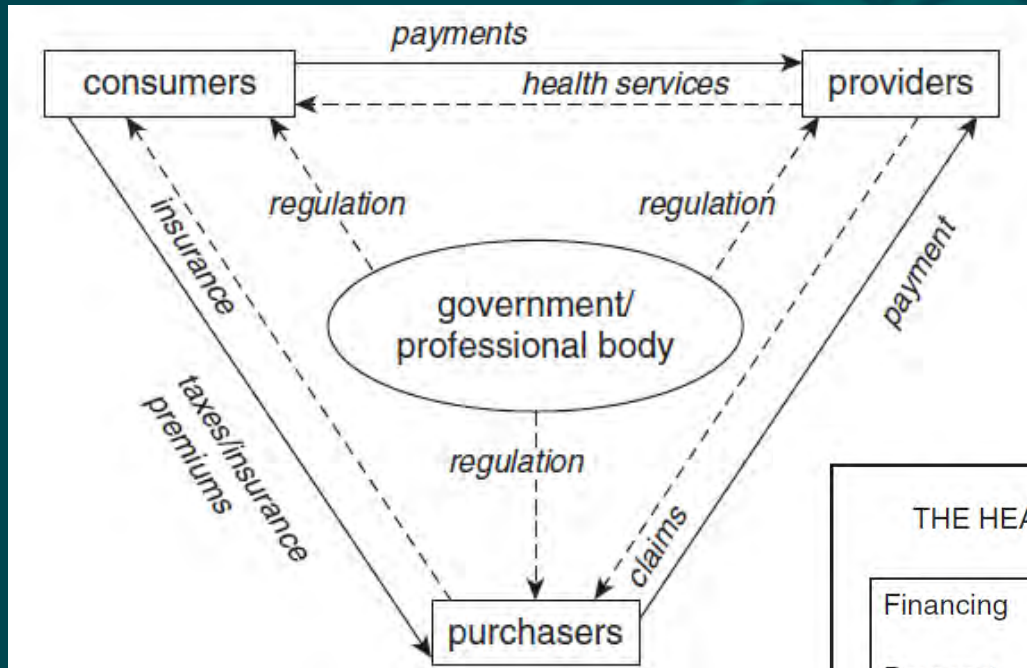 payments
consumers
health services
providers
regulation
regulation
insurance
payment
government/
professional body
taxes/insurance
premiums
regulation
claims
purchasers
THE HEA
Financing